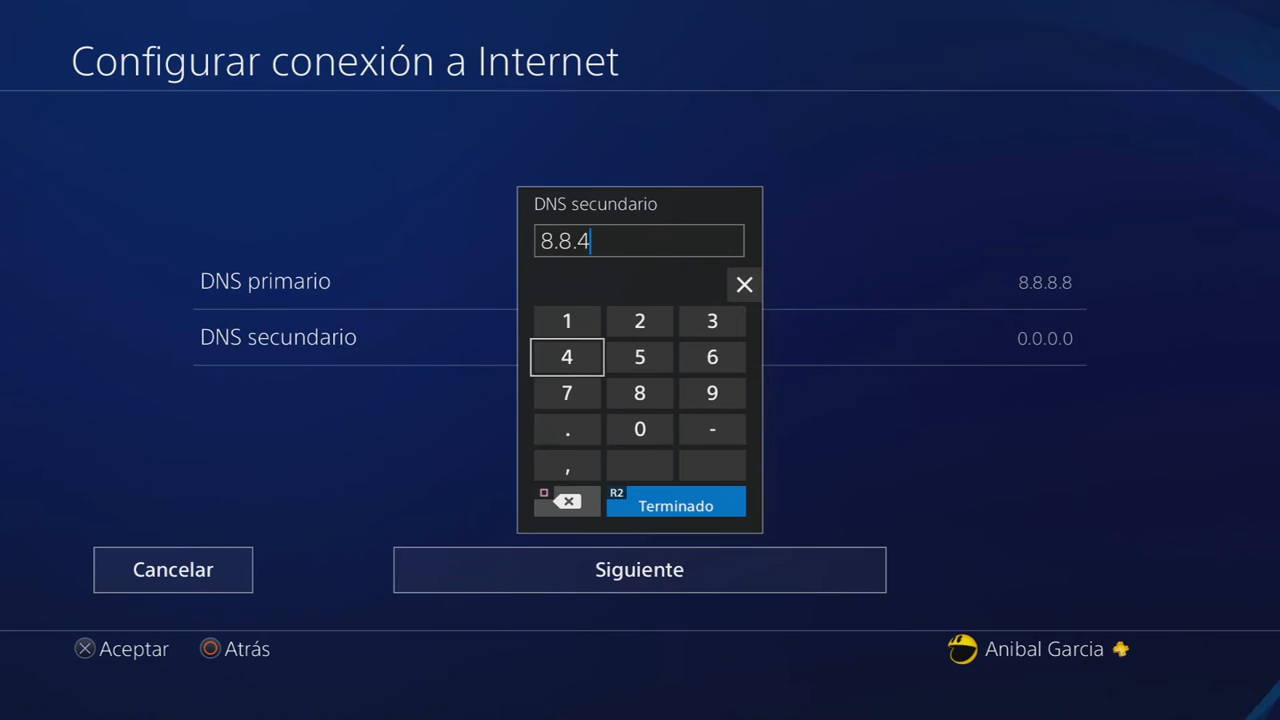 Configurar conexión a Internet
DNS secundario
8.8.4
DNS primario
8.8.8.8
DNS secundario
0.0.0.0
1 2 3
4 5 6
7 8 9
. 0 -
,
R2 Terminado
Cancelar
Siguiente
Aceptar Atrás
Anibal Garcia